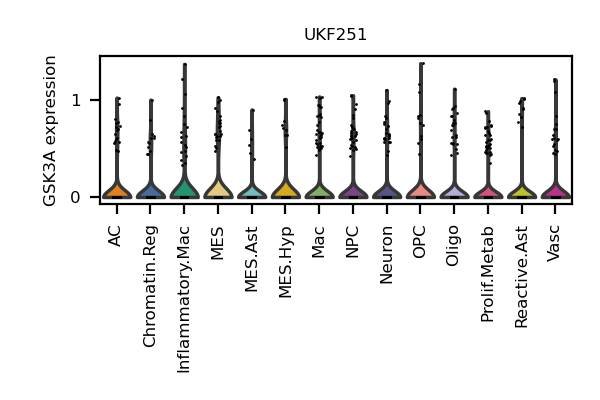 UKF251
GSK3A expression
1
0
AC
Chromatin.Reg
Inflammatory.Mac
MES
MES.Ast
MES.Hyp
Mac
NPC
Neuron
OPC
Oligo
Prolif.Metab
Reactive.Ast
Vasc